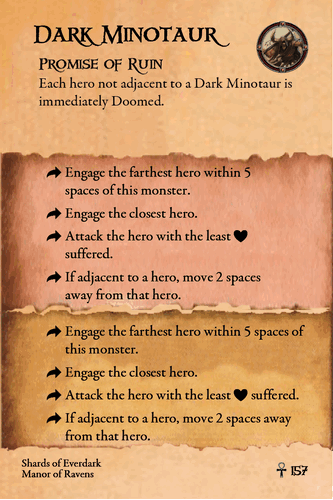 Dark Minotaur
Promise of Ruin
Each hero not adjacent to a Dark Minotaur is
immediately Doomed.
Engage the farthest hero within 5
spaces of this monster.
Engage the closest hero.
Attack the hero with the least ♥
suffered.
If adjacent to a hero, move 2 spaces
away from that hero.
Engage the farthest hero within 5 spaces of
this monster.
Engage the closest hero.
Attack the hero with the least ♥ suffered.
If adjacent to a hero, move 2 spaces away
from that hero.
Shards of Everdark
Manor of Ravens
☥ 157